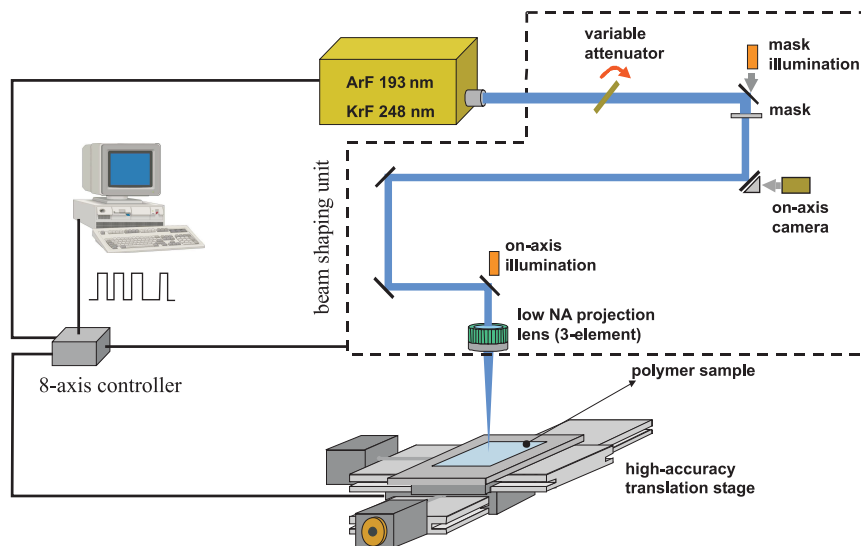 variable
attenuator
mask
illumination
ArF 193 nm
KrF 248 nm
mask
on-axis
camera
beam shaping unit
on-axis
illumination
low NA projection
lens (3-element)
8-axis controller
polymer sample
high-accuracy
translation stage